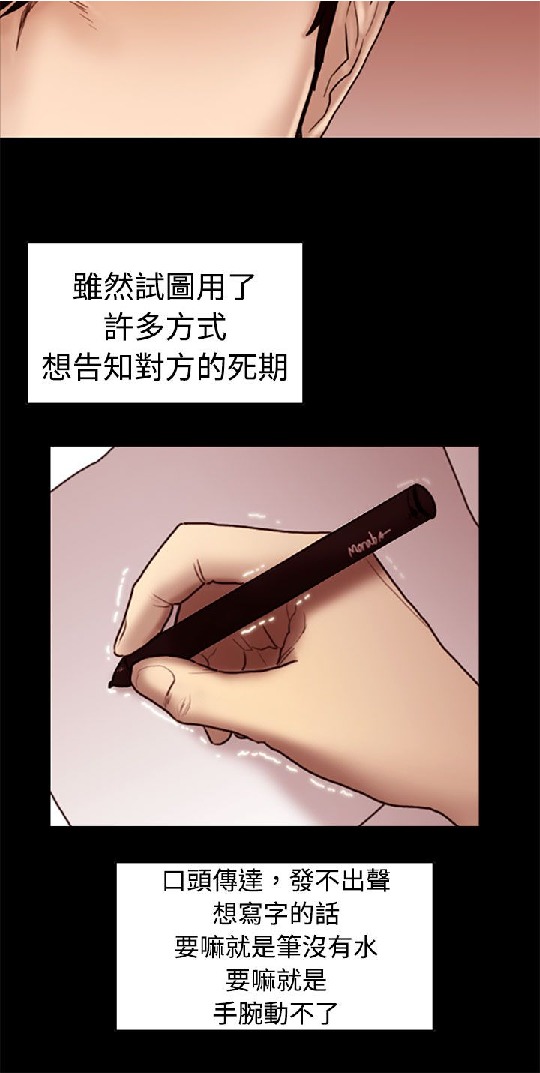 雖然試圖用了
許多方式
想告知對方的死期
Monab~
口頭傳達，發不出聲
想寫字的話
要嘛就是筆沒有水
要嘛就是
手腕動不了